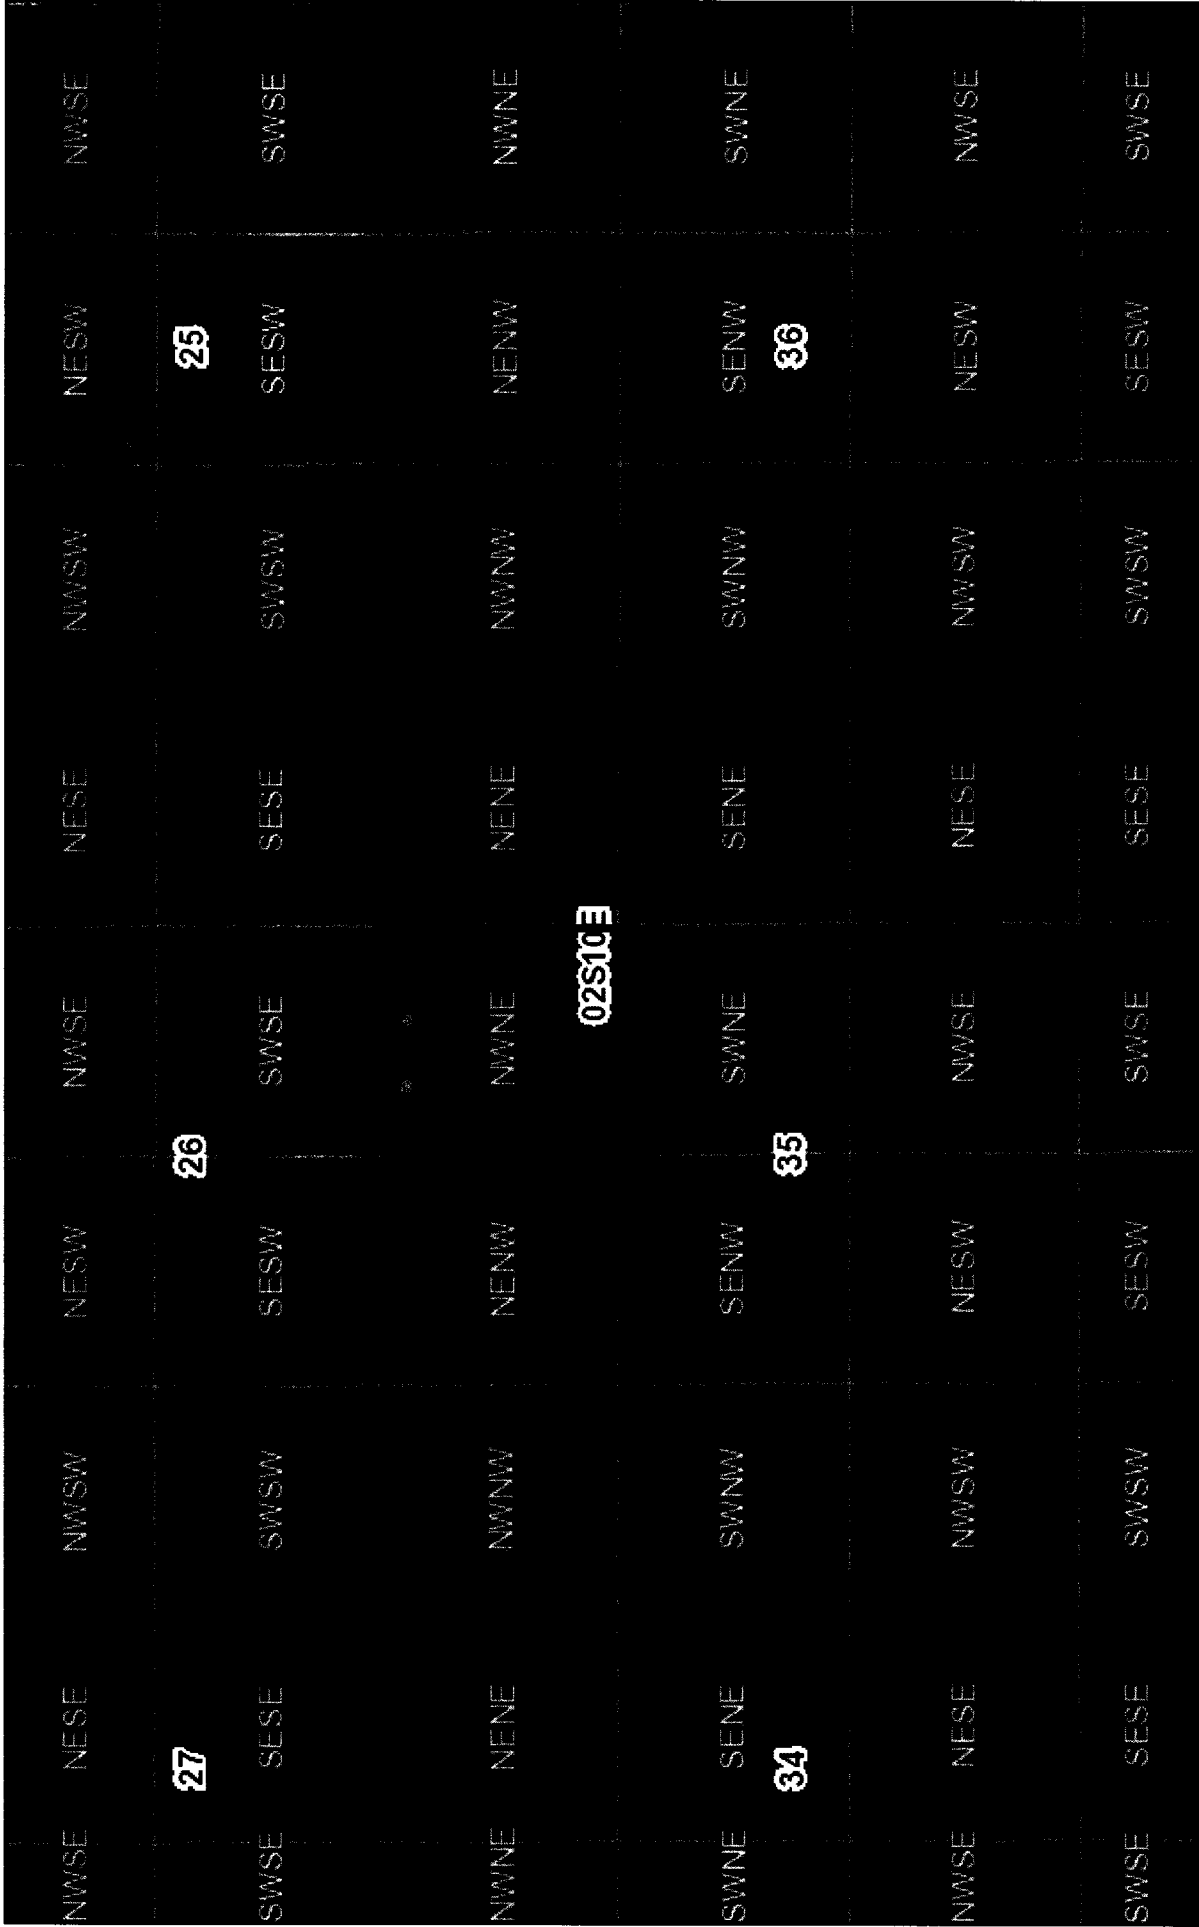 NWSE NESE NWSW NESW NWSE NESE NWSW NESW NWSE
27 26 25
SWSE SESE SWSW SESW SWSE SESE SWSW SESW SWSE
NWNE NENE NWNW NENW NWNE NENE NWNW NENW NWNE
02S10E
SWNE SENE SWNW SENW SWNE SENE SWNW SENW SWNE
34 35 36
NWSE NESE NWSW NESW NWSE NESE NWSW NESW NWSE
SWSE SESE SWSW SESW SWSE SESE SWSW SESW SWSE